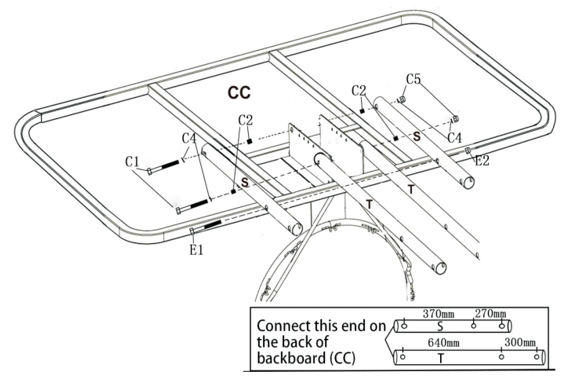 CC
C2
C5
C4
C2
C1
S
C4
E2
S
T
T
E1
Connect this end on
the back of
backboard (CC)
370mm 270mm
S
640mm 300mm
T